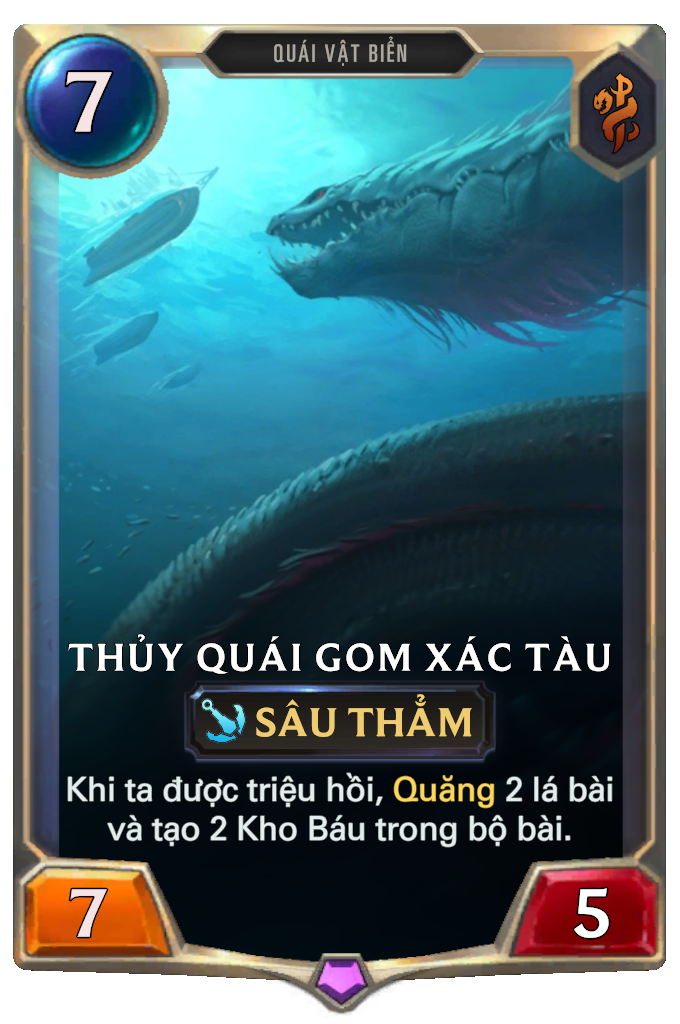 QUÁI VẬT BIỂN
7
THỦY QUÁI GOM XÁC TÀU
SÂU THẲM
Khi ta được triệu hồi, Quăng 2 lá bài
và tạo 2 Kho Báu trong bộ bài.
7
5